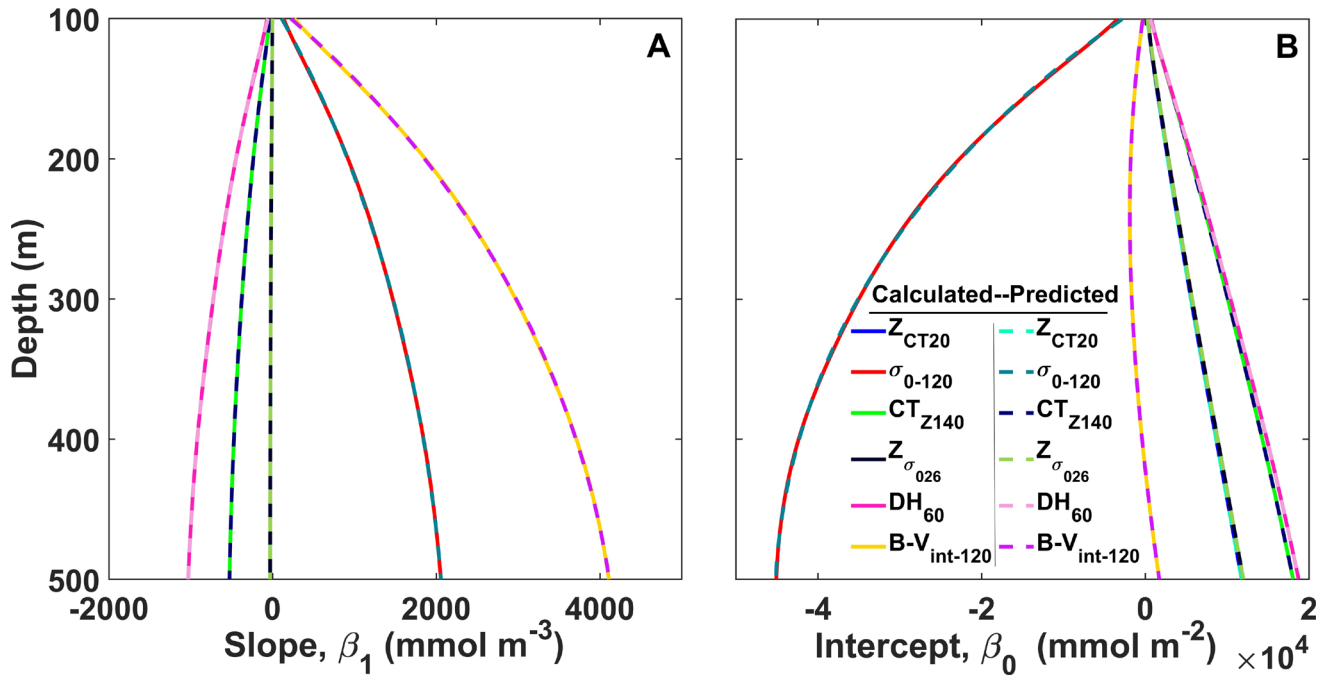 A
B
100
200
300
400
500
Depth (m)
-2000 0 2000 4000
Slope, β1 (mmol m-3)
Calculated--Predicted
ZCT20 ZCT20
σ0-120 σ0-120
CTZ140 CTZ140
Zσ026 Zσ026
DH60 DH60
B-Vint-120 B-Vint-120
-4 -2 0 2
Intercept, β0 (mmol m-2) ×104